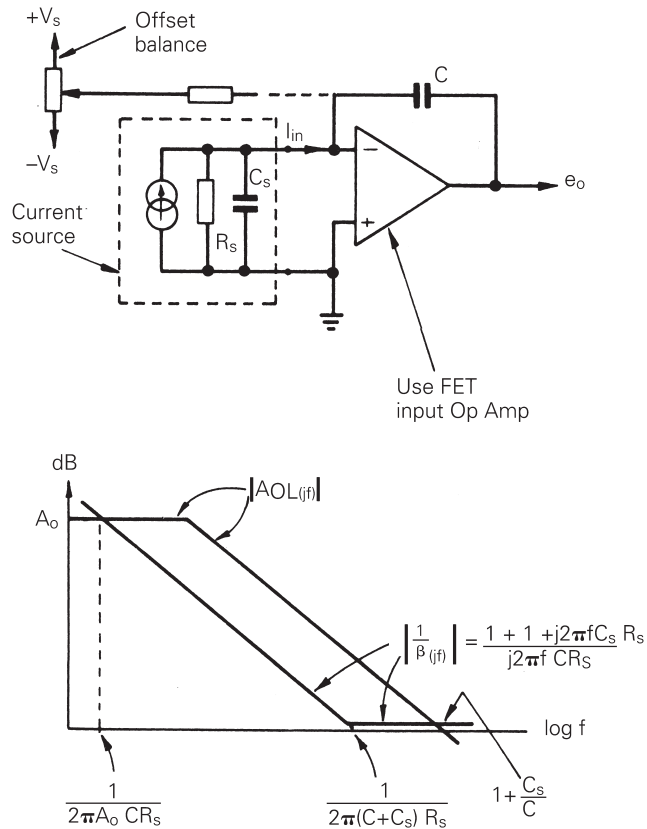 +Vs
Offset
balance
C
Iin
−
−Vs
Cs
eo
Current
source
Rs
+
Use FET
input Op Amp
dB
|AOL(jf)|
Ao
|1/β(jf)| = (1 + 1 +j2πfCs Rs)/(j2πf CRS)
log f
1/(2πAo CRs)
1/(2π(C+Cs) Rs)
1+Cs/C